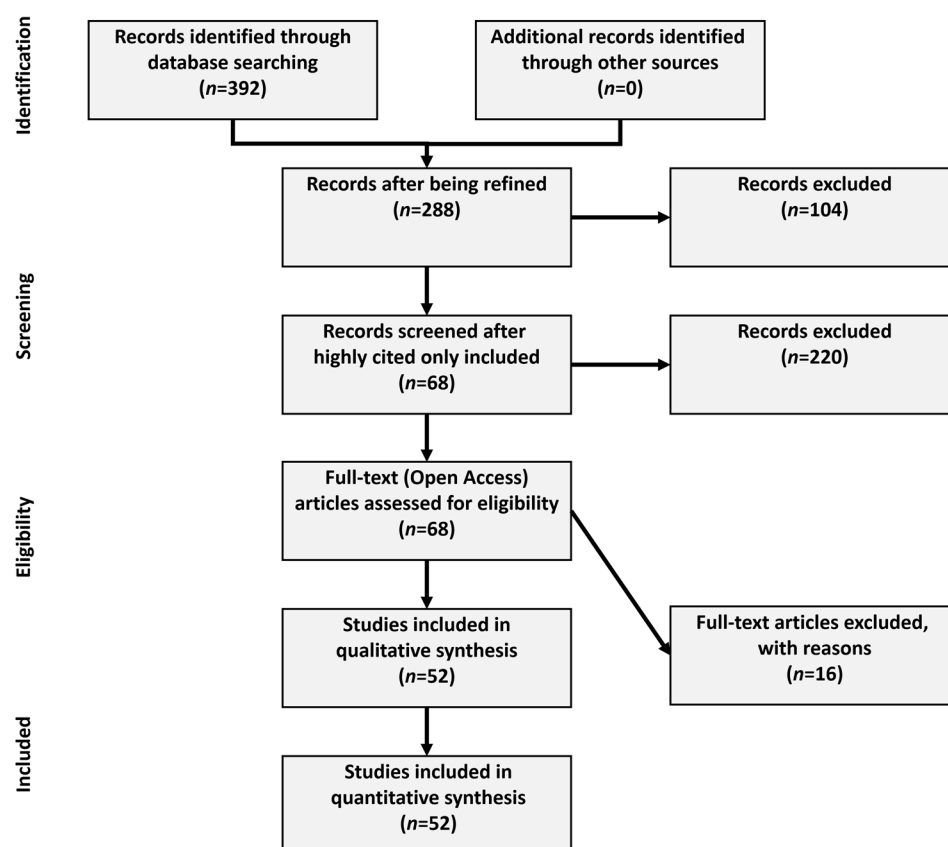 Identification
Records identified through
database searching
(n=392)
Additional records identified
through other sources
(n=0)
Records after being refined
(n=288)
Records excluded
(n=104)
Screening
Records screened after
highly cited only included
(n=68)
Records excluded
(n=220)
Eligibility
Full-text (Open Access)
articles assessed for eligibility
(n=68)
Studies included in
qualitative synthesis
(n=52)
Full-text articles excluded,
with reasons
(n=16)
Included
Studies included in
quantitative synthesis
(n=52)